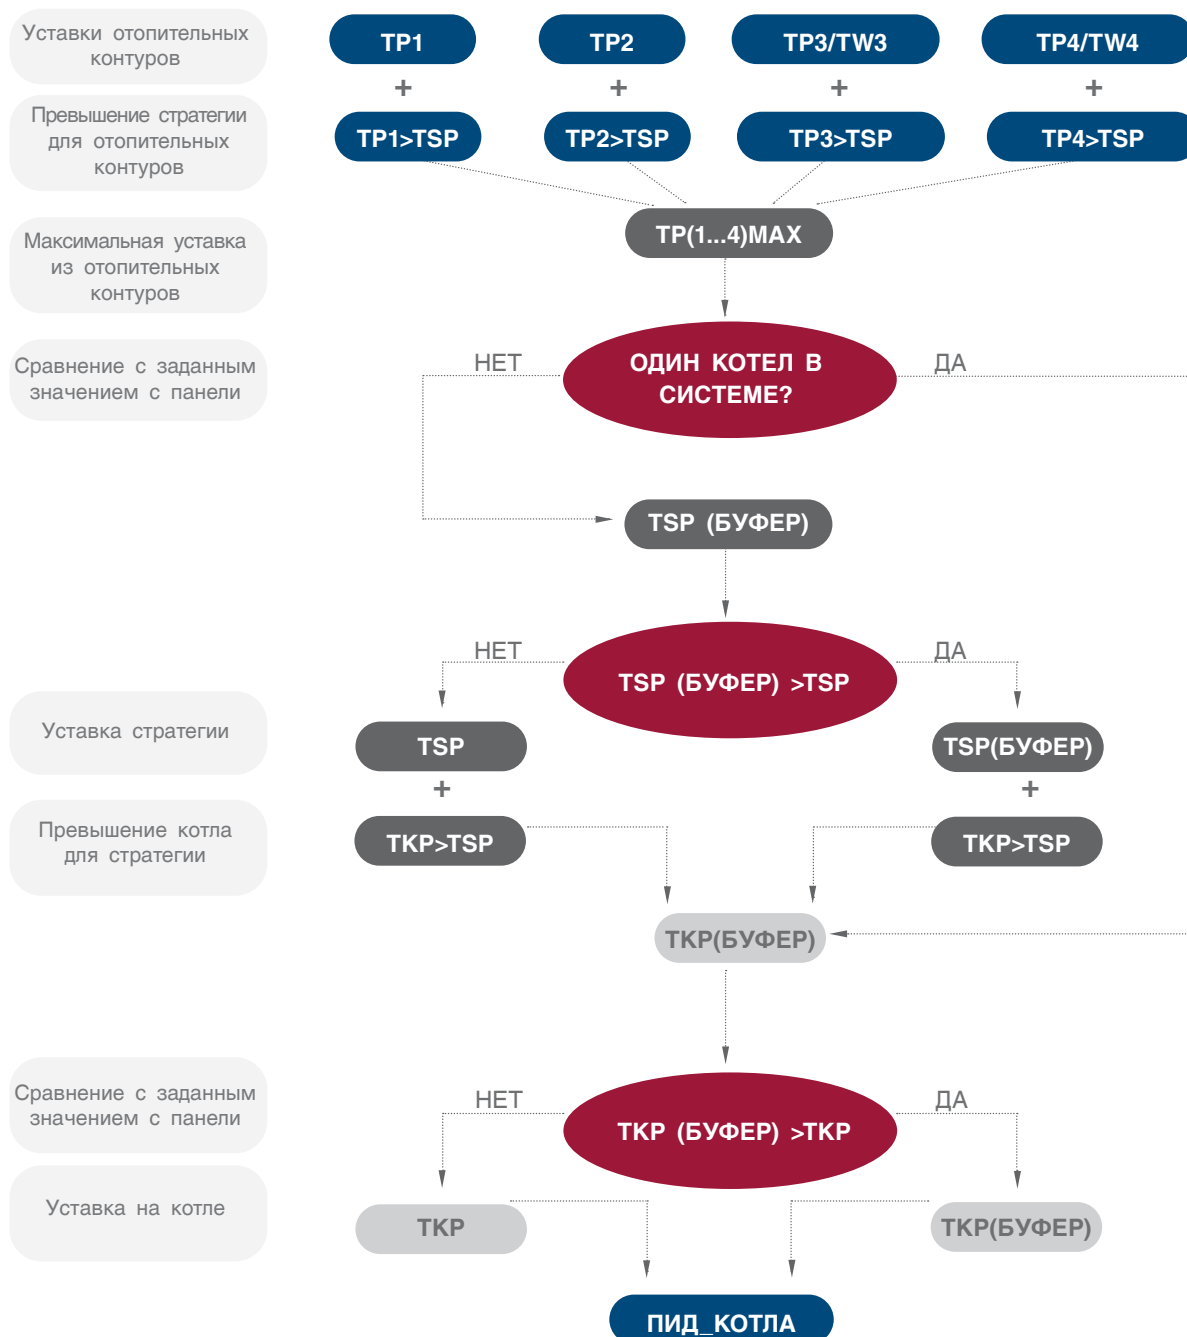 Уставки отопительных
контуров
TP1
TP2
TP3/TW3
TP4/TW4
+
+
+
+
Превышение стратегии
для отопительных
контуров
TP1>TSP
TP2>TSP
TP3>TSP
TP4>TSP
Максимальная уставка
из отопительных
контуров
TP(1...4)MAX
Сравнение с заданным
значением с панели
НЕТ
ОДИН КОТЕЛ В
СИСТЕМЕ?
ДА
TSP (БУФЕР)
НЕТ
TSP (БУФЕР) >TSP
ДА
Уставка стратегии
TSP
TSP(БУФЕР)
+
+
Превышение котла
для стратегии
TKP>TSP
TKP>TSP
TKP(БУФЕР)
Сравнение с заданным
значением с панели
НЕТ
TKP (БУФЕР) >TKP
ДА
Уставка на котле
TKP
TKP(БУФЕР)
ПИД_КОТЛА